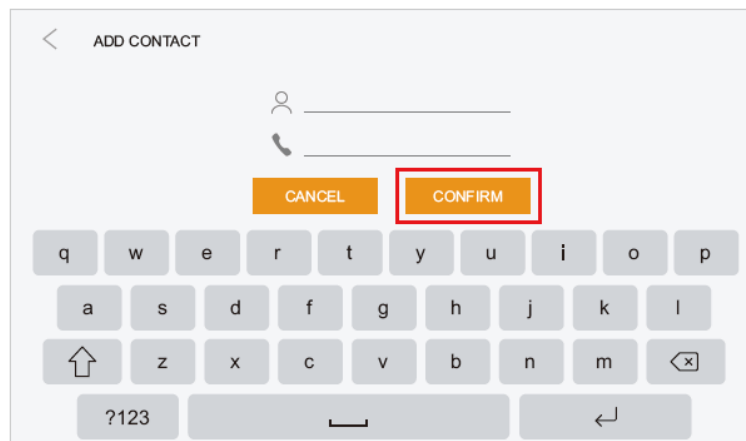 ADD CONTACT
CANCEL CONFIRM
q w e r t y u i o p
a s d f g h j k l
z x c v b n m
?123